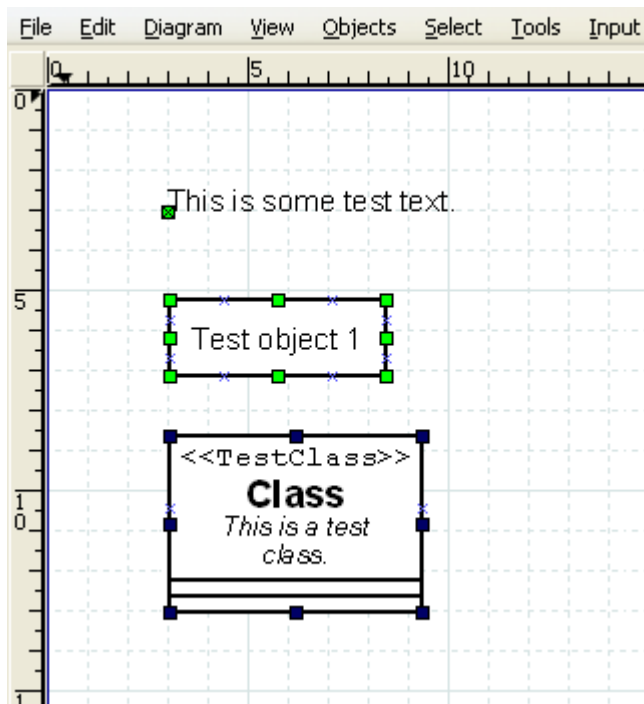 File Edit Diagram View Objects Select Tools Input
0 5 10
0
This is some test text.
5
Test object 1
<<TestClass>>
Class
This is a test
class.
1
0
1